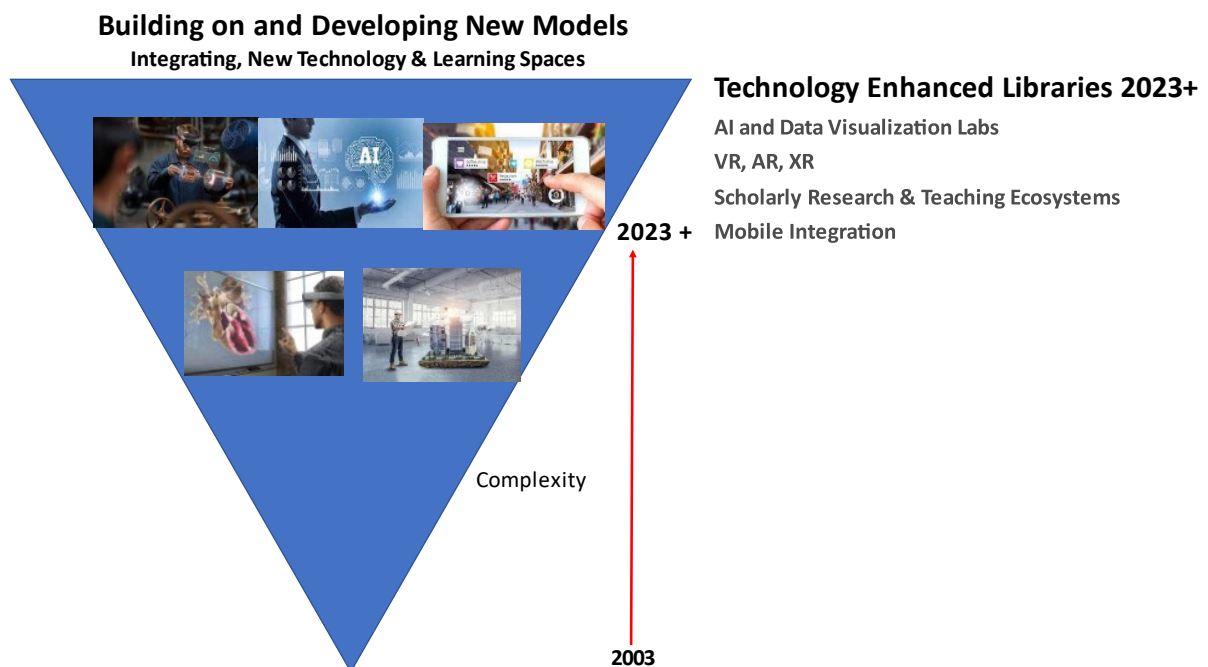 Building on and Developing New Models
Integrating, New Technology & Learning Spaces
Technology Enhanced Libraries 2023+
AI and Data Visualization Labs
VR, AR, XR
Scholarly Research & Teaching Ecosystems
Mobile Integration
AI
2023 +
Complexity
2003